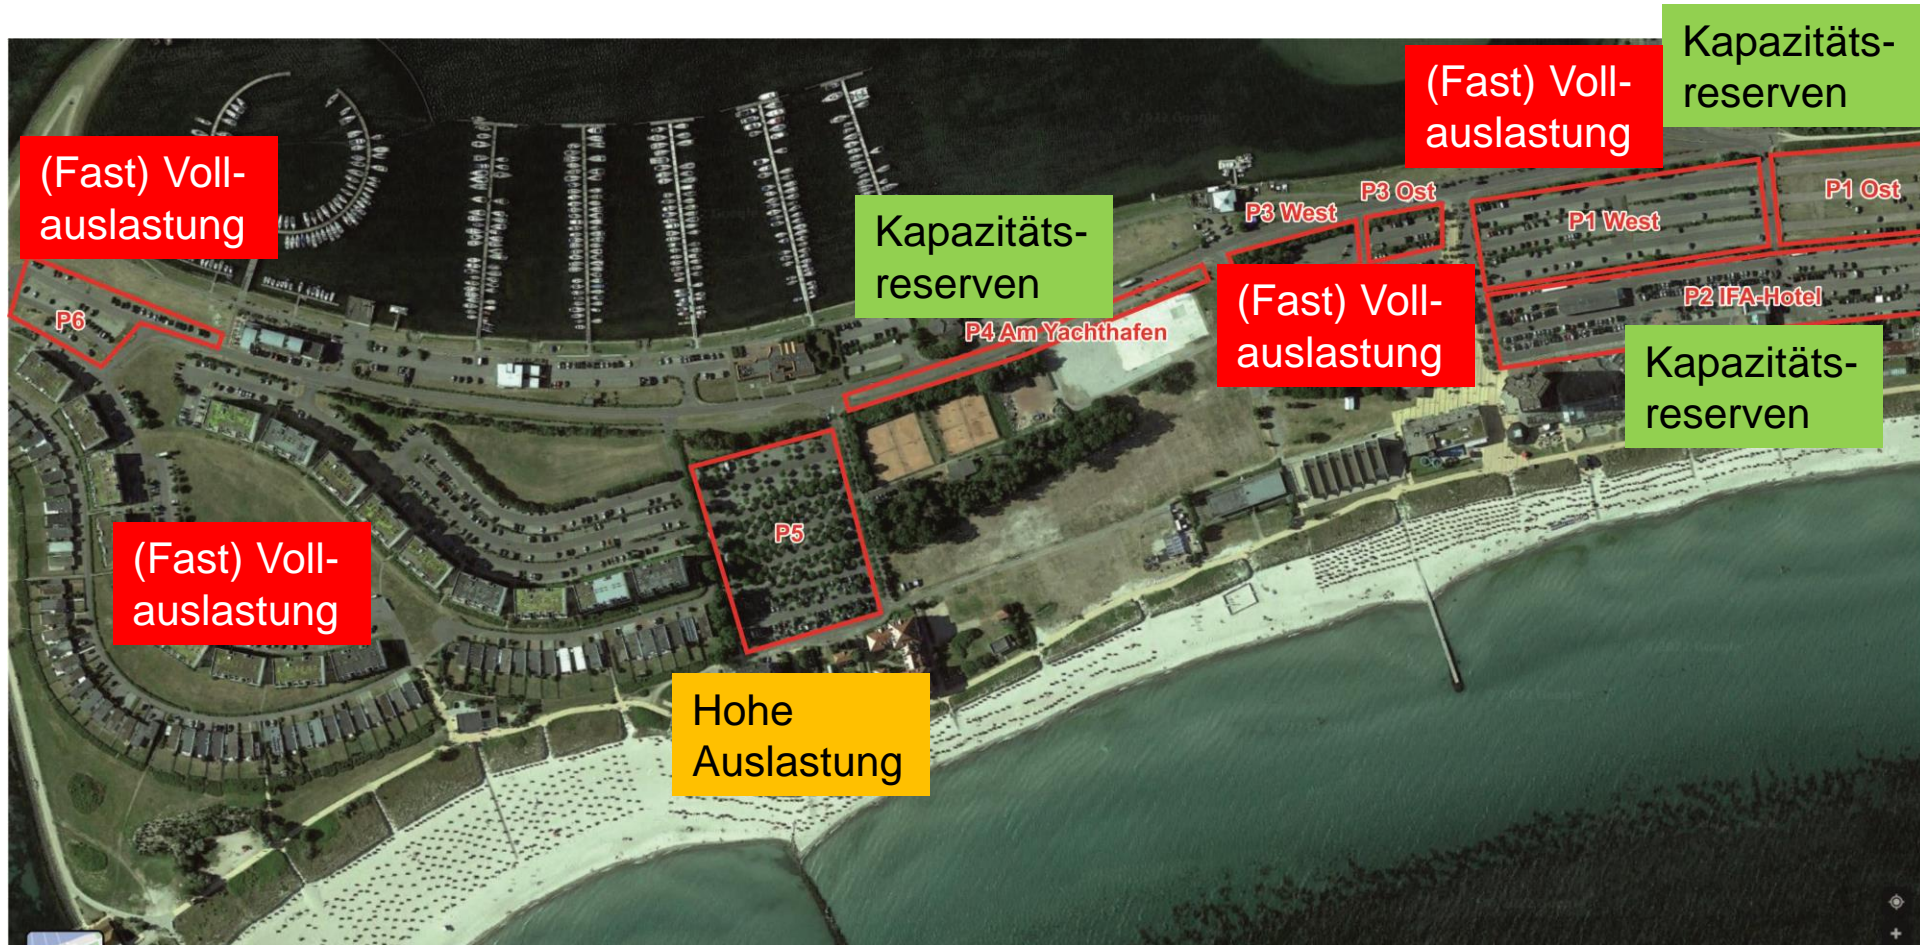 Kapazitäts-
reserven
(Fast) Voll-
auslastung
(Fast) Voll-
auslastung
Kapazitäts-
reserven
P3 Ost
P3 West
P1 West
P1 Ost
P6
P4 Am Yachthafen
(Fast) Voll-
auslastung
P2 IFA-Hotel
Kapazitäts-
reserven
P5
(Fast) Voll-
auslastung
Hohe
Auslastung